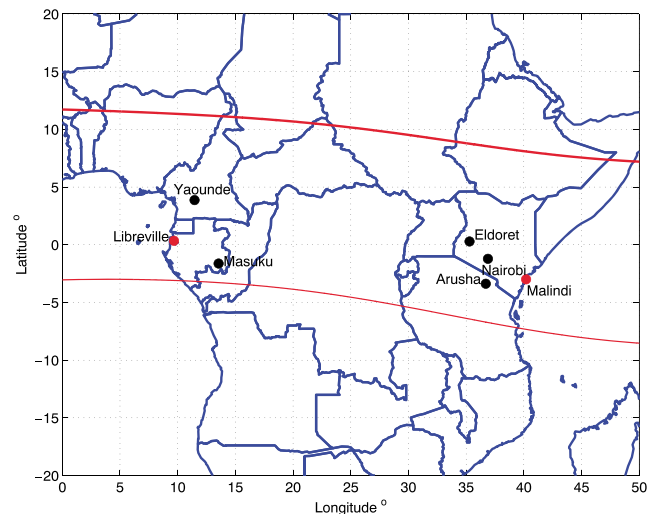 20
15
10
5
0
−5
−10
−15
−20
Latitude o
Yaounde
Libreville
Masuku
Eldoret
Nairobi
Arusha
Malindi
0 5 10 15 20 25 30 35 40 45 50
Longitude o